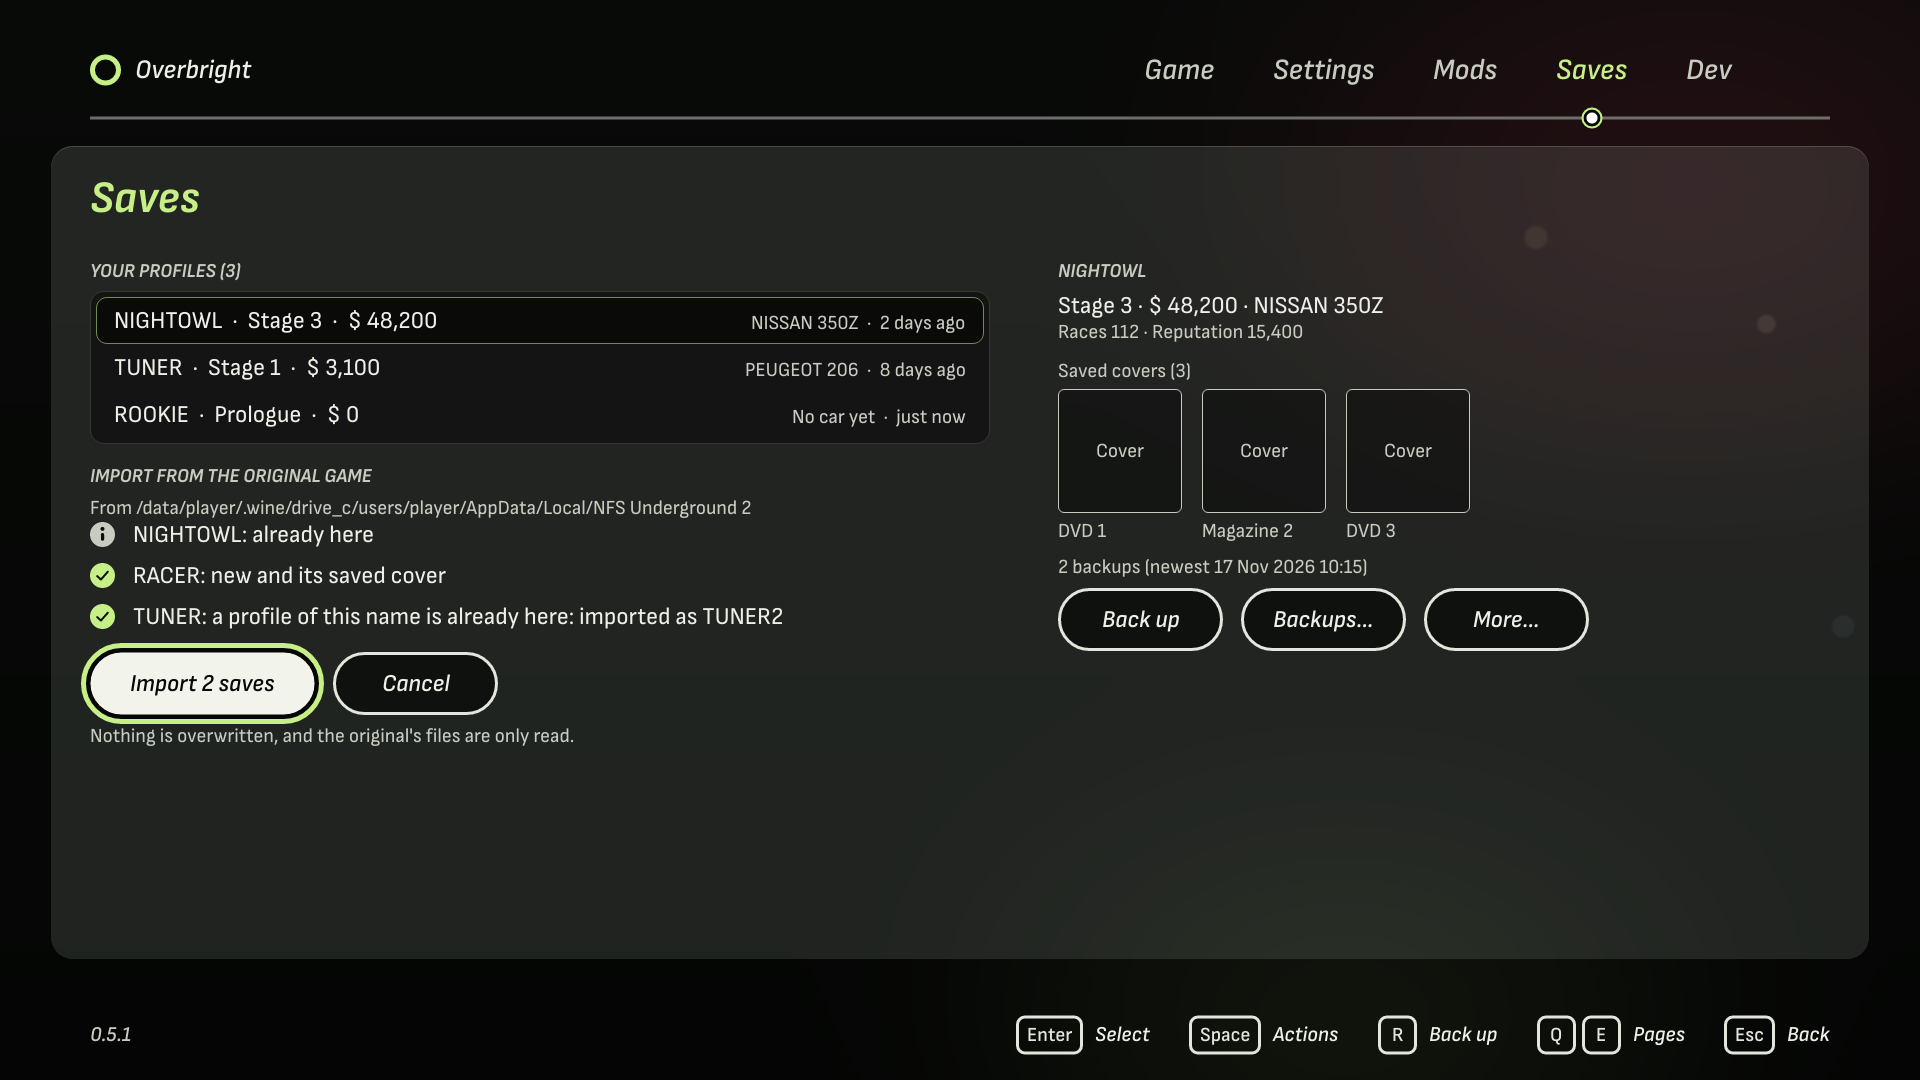 Overbright
Game
Settings
Mods
Saves
Dev
Saves
YOUR PROFILES (3)
NIGHTOWL · Stage 3 · $ 48,200
NISSAN 350Z · 2 days ago
TUNER · Stage 1 · $ 3,100
PEUGEOT 206 · 8 days ago
ROOKIE · Prologue · $ 0
No car yet · just now
IMPORT FROM THE ORIGINAL GAME
From /data/player/.wine/drive_c/users/player/AppData/Local/NFS Underground 2
NIGHTOWL: already here
RACER: new and its saved cover
TUNER: a profile of this name is already here: imported as TUNER2
Import 2 saves
Cancel
Nothing is overwritten, and the original's files are only read.
NIGHTOWL
Stage 3 · $ 48,200 · NISSAN 350Z
Races 112 · Reputation 15,400
Saved covers (3)
Cover
Cover
Cover
DVD 1
Magazine 2
DVD 3
2 backups (newest 17 Nov 2026 10:15)
Back up
Backups...
More...
0.5.1
Enter Select
Space Actions
R Back up
Q E Pages
Esc Back